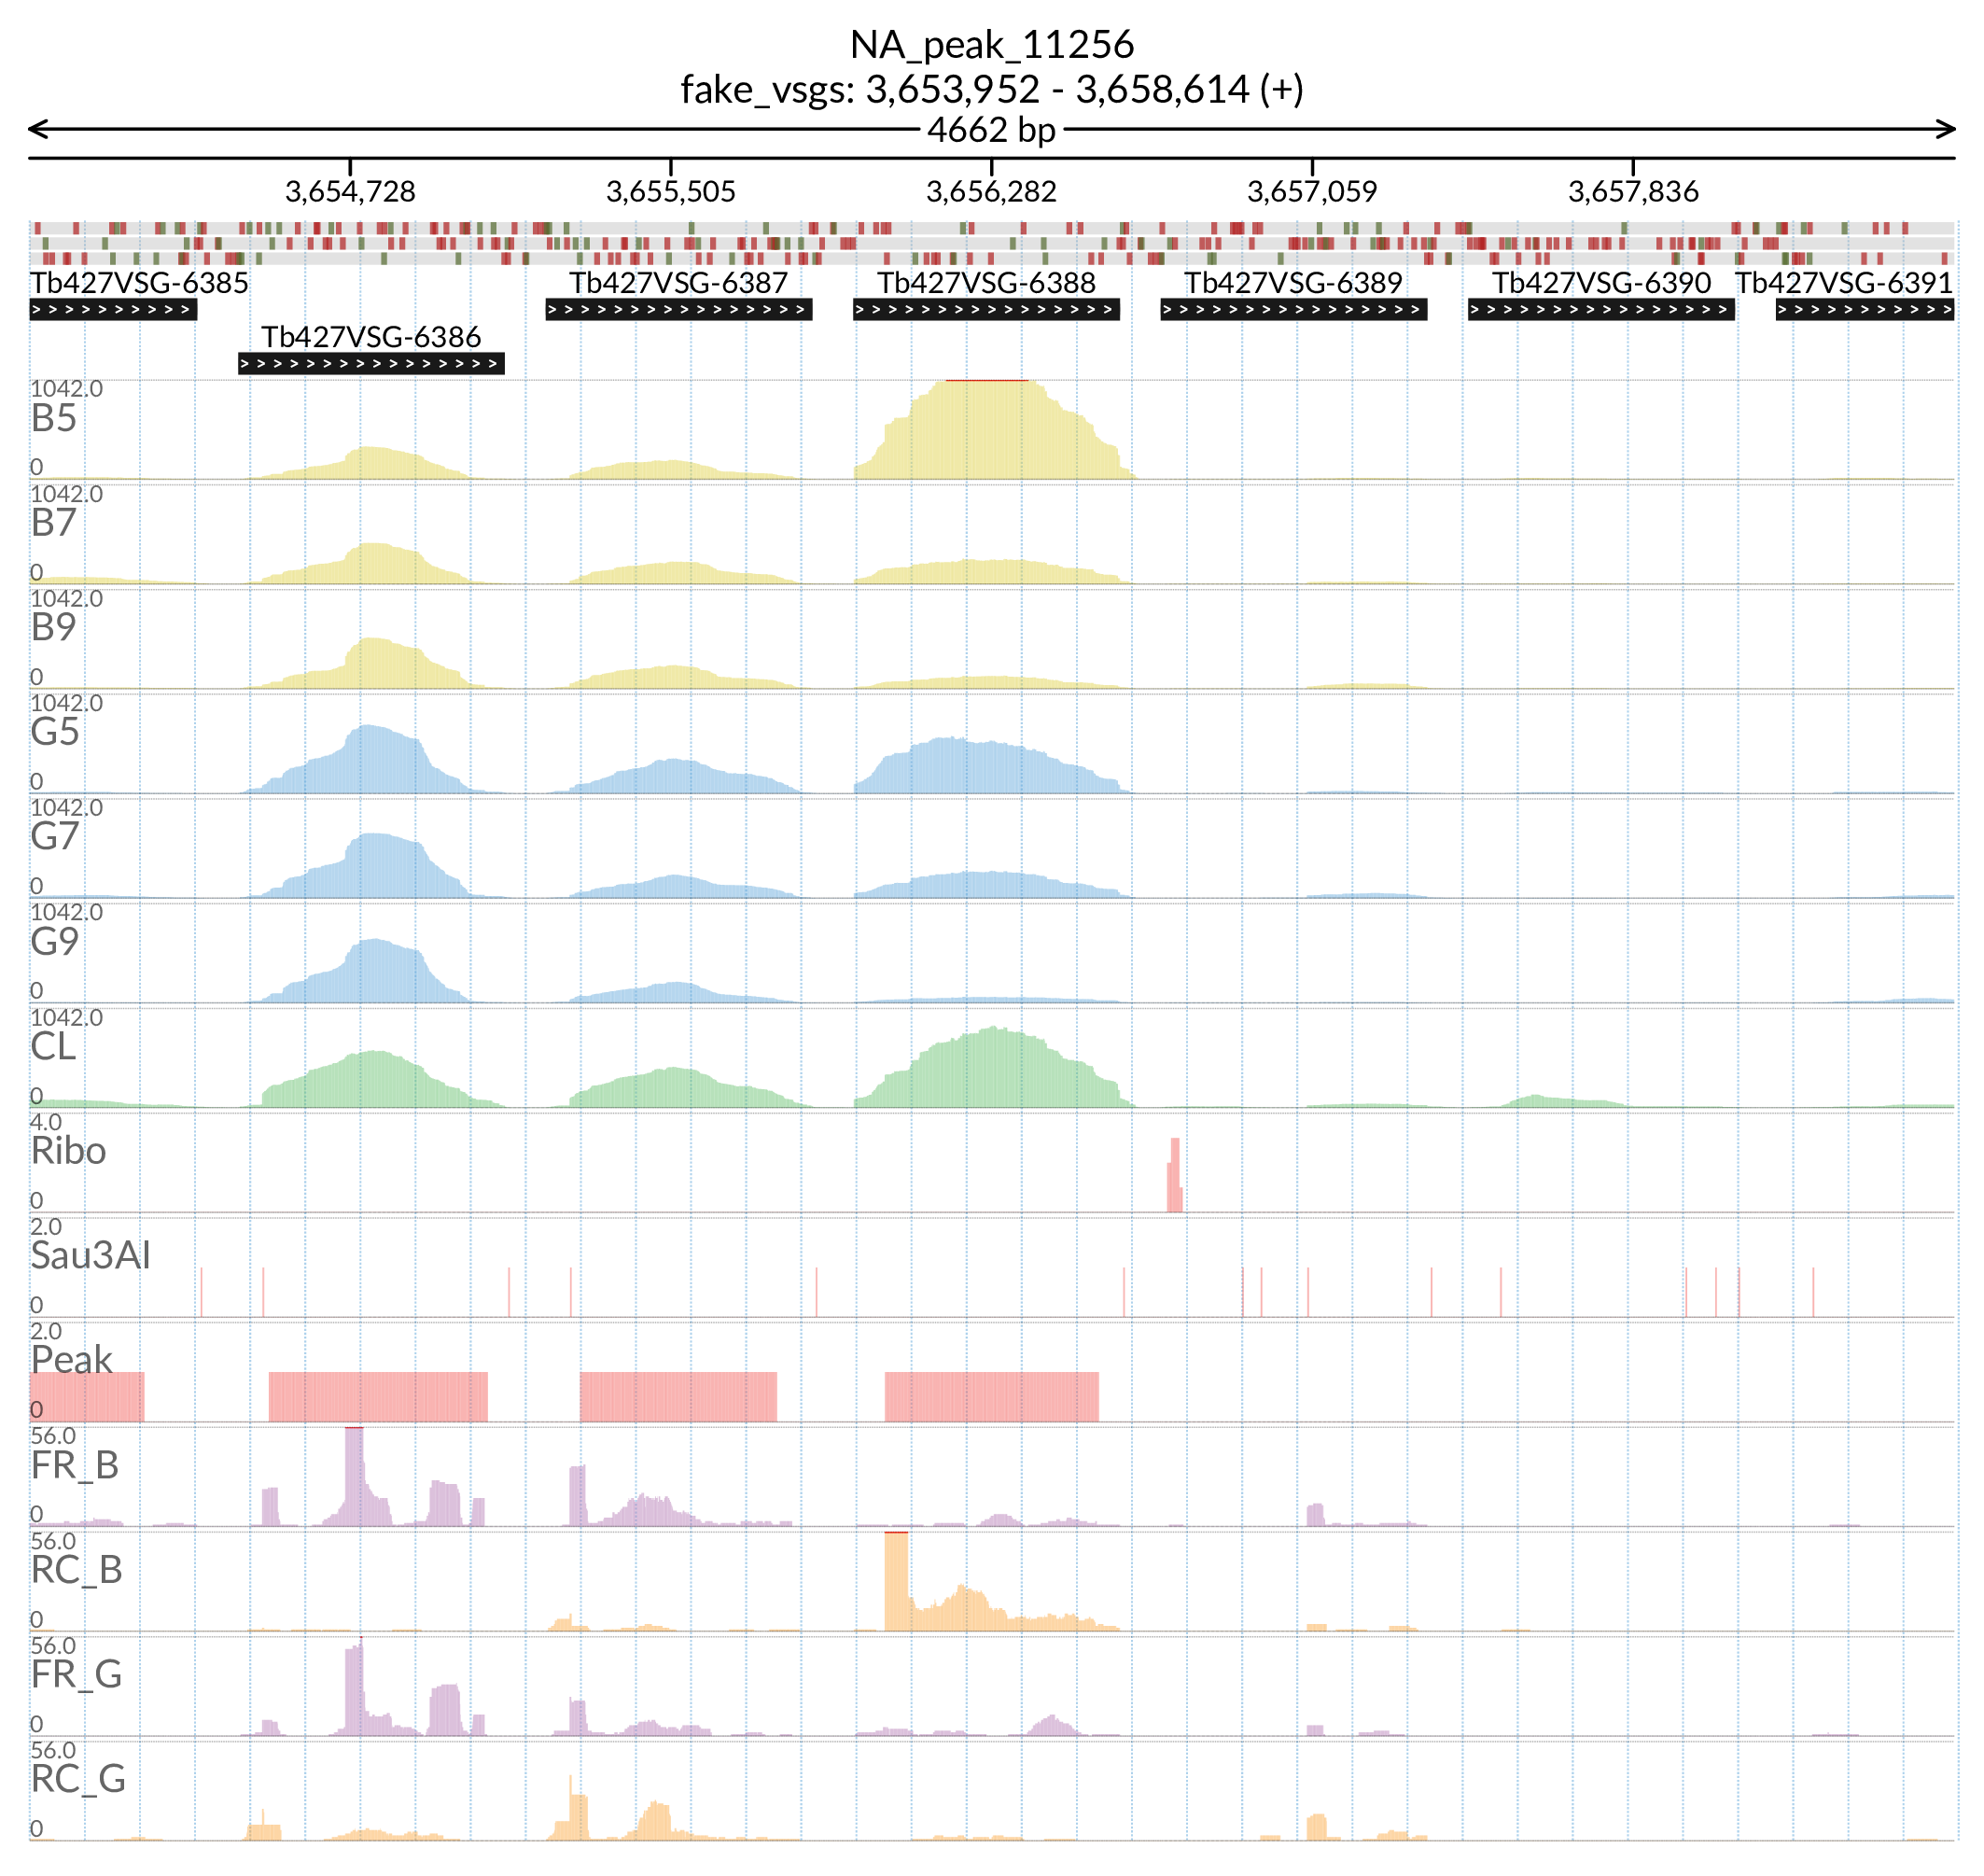 NA_peak_11256
fake_vsgs: 3,653,952 - 3,658,614 (+)
4662 bp
3,654,728 3,655,505 3,656,282 3,657,059 3,657,836
Tb427VSG-6385 Tb427VSG-6387 Tb427VSG-6388 Tb427VSG-6389 Tb427VSG-6390 Tb427VSG-6391
Tb427VSG-6386
1042.0
B5
0
1042.0
B7
0
1042.0
B9
0
1042.0
G5
0
1042.0
G7
0
1042.0
G9
0
1042.0
CL
0
4.0
Ribo
0
2.0
Sau3AI
0
2.0
Peak
0
56.0
FR_B
0
56.0
RC_B
0
56.0
FR_G
0
56.0
RC_G
0